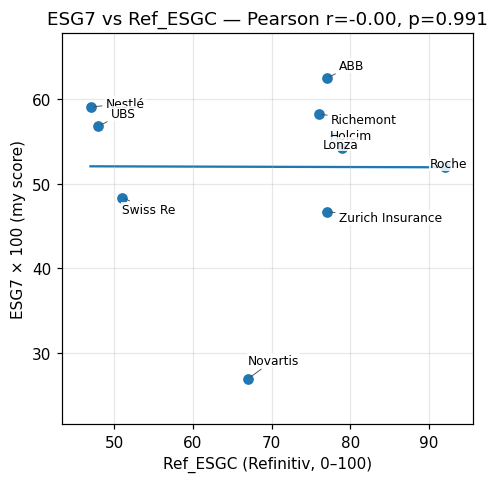 ESG7 vs Ref_ESGC — Pearson r=-0.00, p=0.991
ESG7 × 100 (my score)
60
50
40
30
ABB
Nestlé
UBS
Richemont
Holcim
Lonza
Roche
Swiss Re
Zurich Insurance
Novartis
50
60
70
80
90
Ref_ESGC (Refinitiv, 0–100)